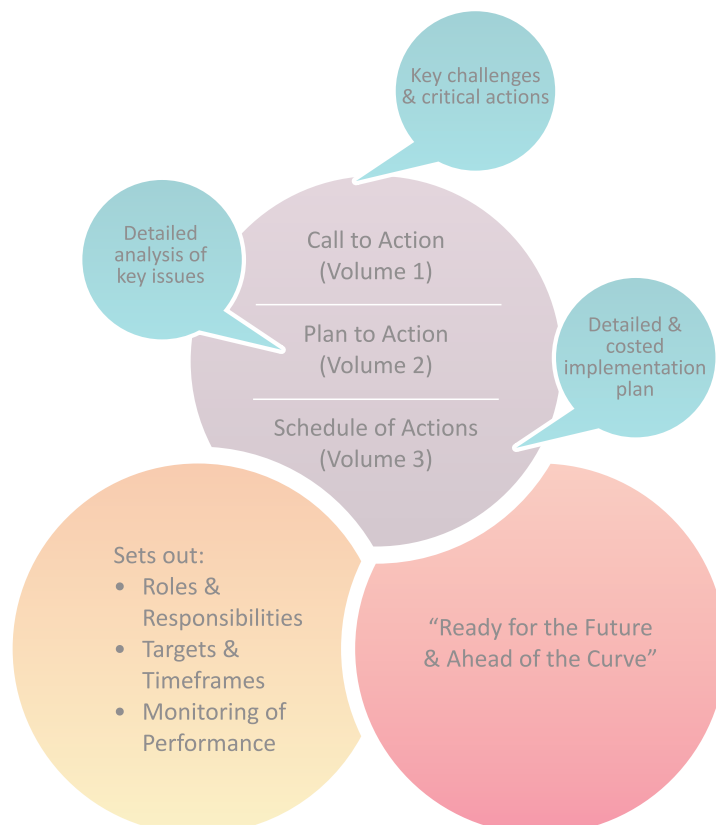 Key challenges
& critical actions
Detailed
analysis of
key issues
Call to Action
(Volume 1)
Plan to Action
(Volume 2)
Detailed &
costed
implementation
plan
Schedule of Actions
(Volume 3)
Sets out:
• Roles &
Responsibilities
• Targets &
Timeframes
• Monitoring of
Performance
“Ready for the Future
& Ahead of the Curve”